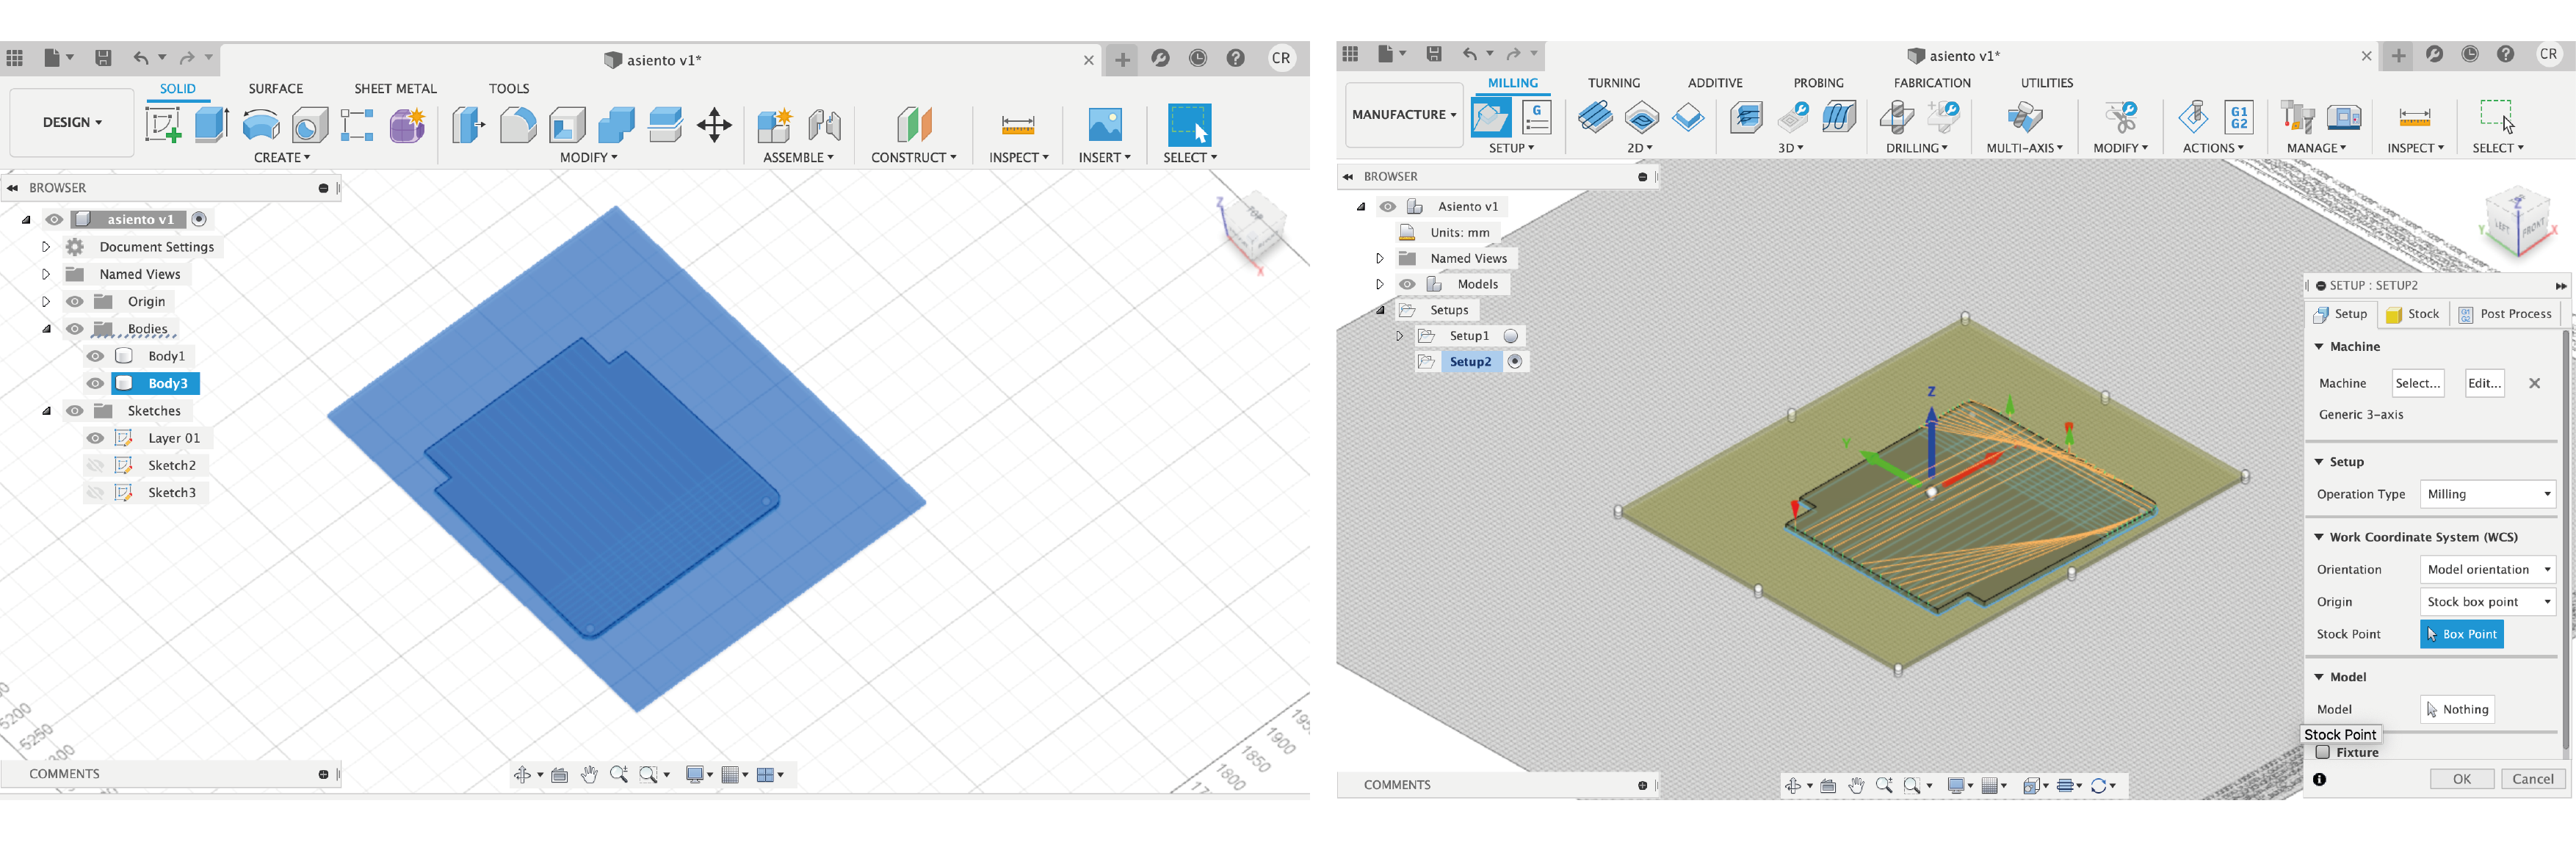 asiento v1*
CR
SOLID
SURFACE
SHEET METAL
TOOLS
DESIGN
CREATE
MODIFY
ASSEMBLE
CONSTRUCT
INSPECT
INSERT
SELECT
BROWSER
asiento v1
Document Settings
Named Views
Origin
Bodies
Body1
Body3
Sketches
Layer 01
Sketch2
Sketch3
Z
TOP
X
5200
5250
1900
1850
1800
COMMENTS
asiento v1*
CR
MILLING
TURNING
ADDITIVE
PROBING
FABRICATION
UTILITIES
MANUFACTURE
G
G1
G2
SETUP
2D
3D
DRILLING
MULTI-AXIS
MODIFY
ACTIONS
MANAGE
INSPECT
SELECT
BROWSER
Asiento v1
Units: mm
Named Views
Models
Setups
Setup1
Setup2
Z
Y
Z
Y
X
LEFT
FRONT
SETUP : SETUP2
Setup
Stock
Post Process
Machine
Machine
Select...
Edit...
Generic 3-axis
Setup
Operation Type
Milling
Work Coordinate System (WCS)
Orientation
Model orientation
Origin
Stock box point
Stock Point
Box Point
Model
Model
Nothing
Stock Point
Fixture
OK
Cancel
COMMENTS